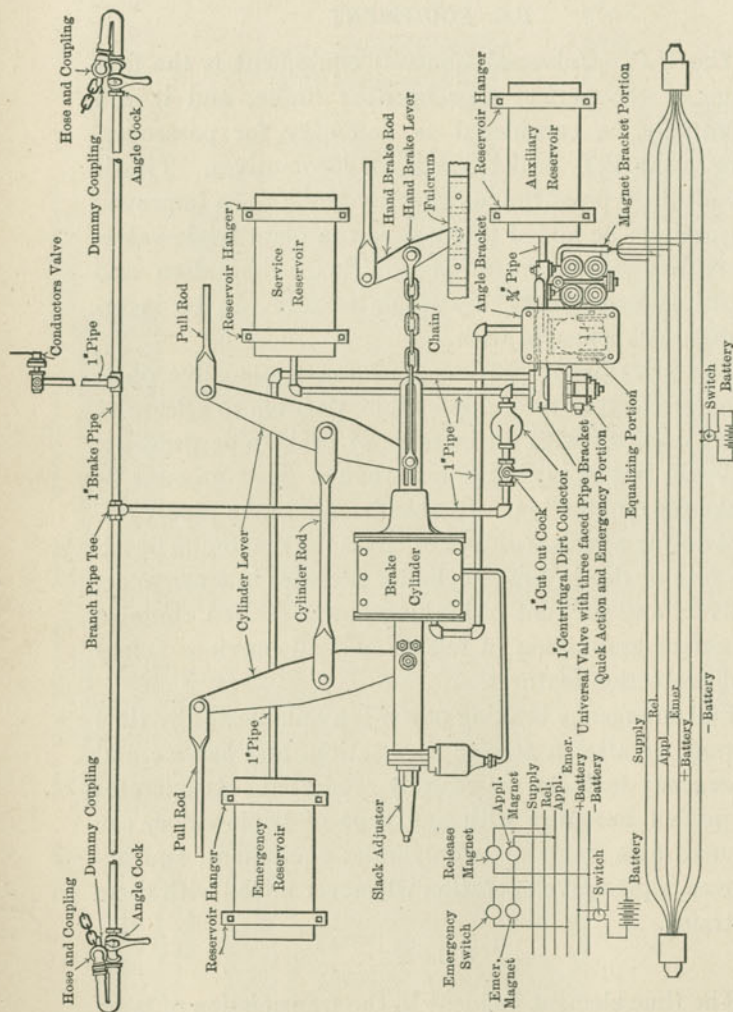 Hose and Coupling
Dummy Coupling
Angle Cock
Conductors Valve
1" Pipe
1" Brake Pipe
Branch Pipe Tee
Hose and Coupling
Dummy Coupling
Angle Cock
Reservoir Hanger
Service
Reservoir
Pull Rod
Cylinder Lever
Cylinder Rod
Pull Rod
1" Pipe
Reservoir Hanger
Emergency
Reservoir
Hand Brake Rod
Hand Brake Lever
Fulcrum
Chain
1" Pipe
Brake
Cylinder
Slack Adjuster
Reservoir Hanger
Auxiliary
Reservoir
Magnet Bracket Portion
¾" Pipe
Angle Bracket
Equalizing Portion
1" Cut Out Cock
1" Centrifugal Dirt Collector
Universal Valve with three faced Pipe Bracket
Quick Action and Emergency Portion
Switch
Battery
Supply
Rel.
Appl
Emer
+Battery
-Battery
Release
Magnet
Appl.
Magnet
Emergency
Switch
Emer.
Magnet
Supply
Rel.
Appl.
Emer.
+Battery
-Battery
Switch
Battery